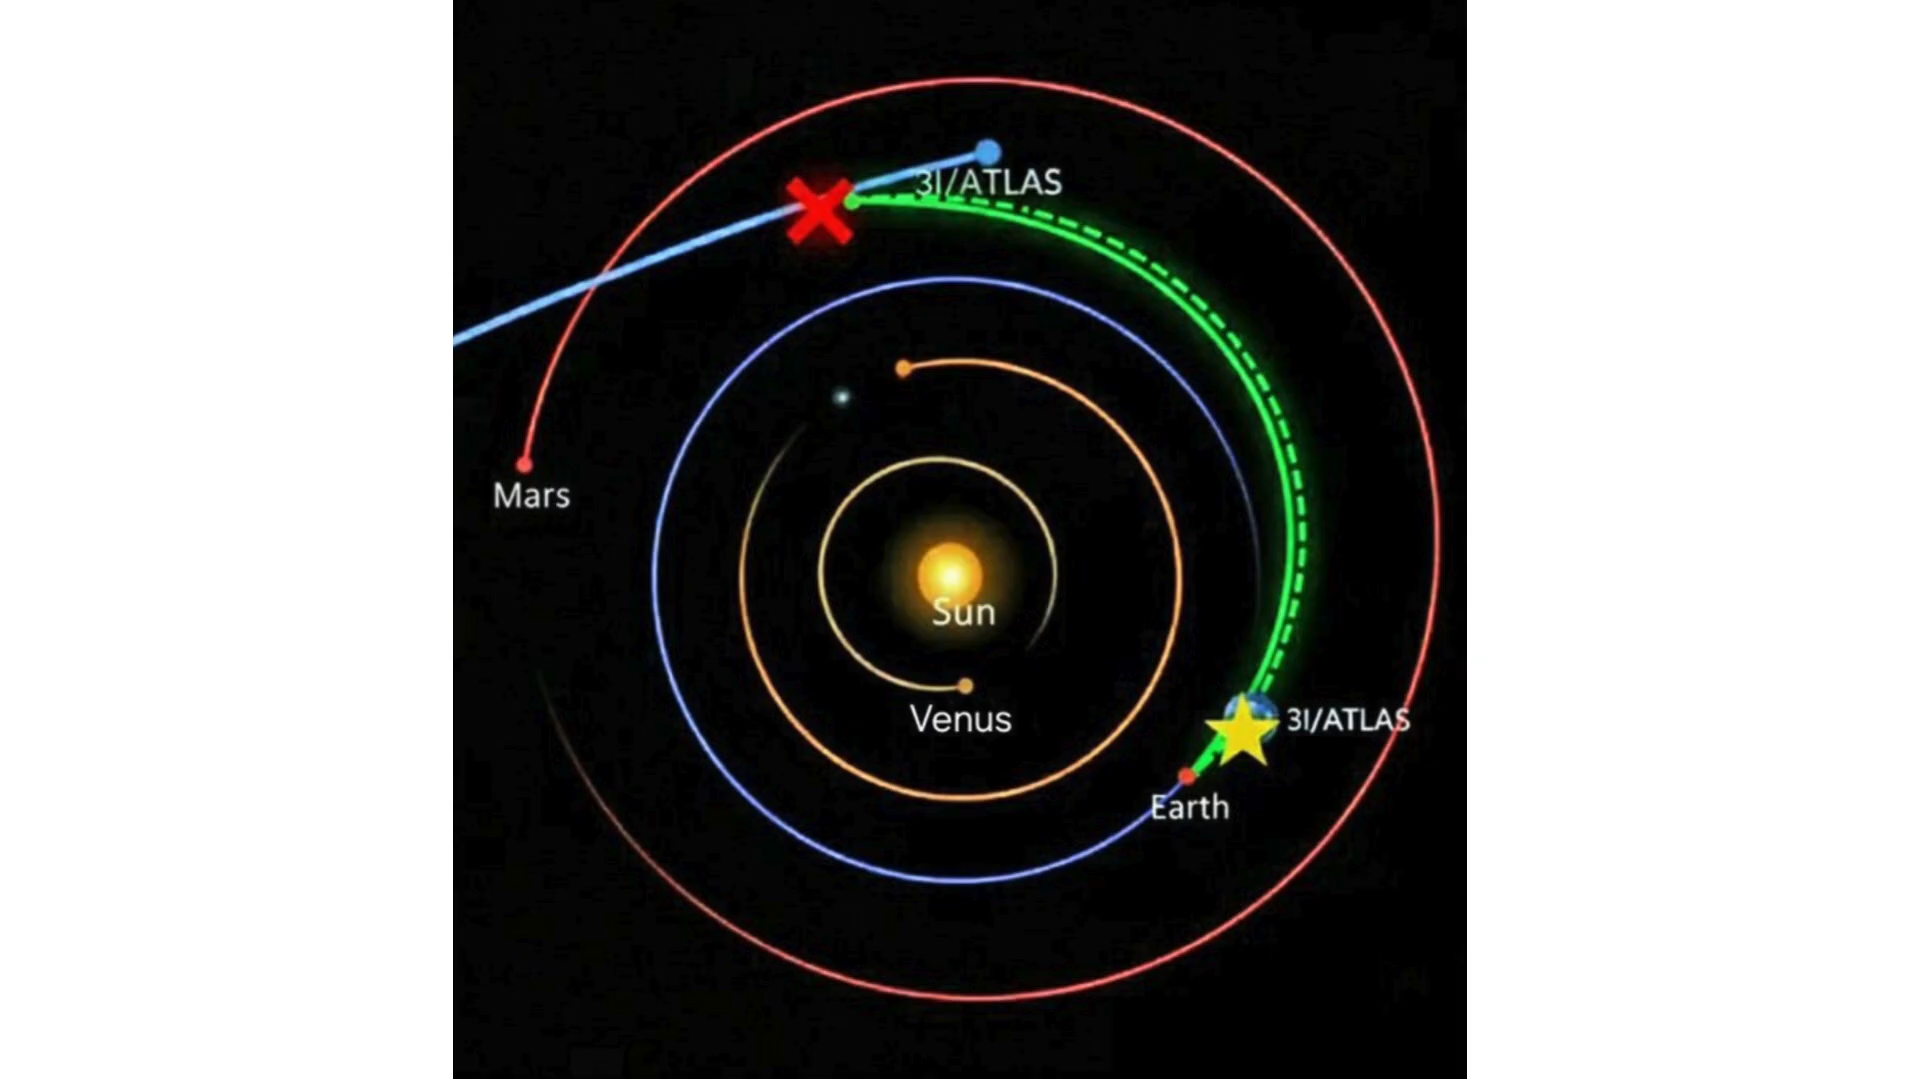 3I/ATLAS
Mars
Sun
Venus
3I/ATLAS
Earth